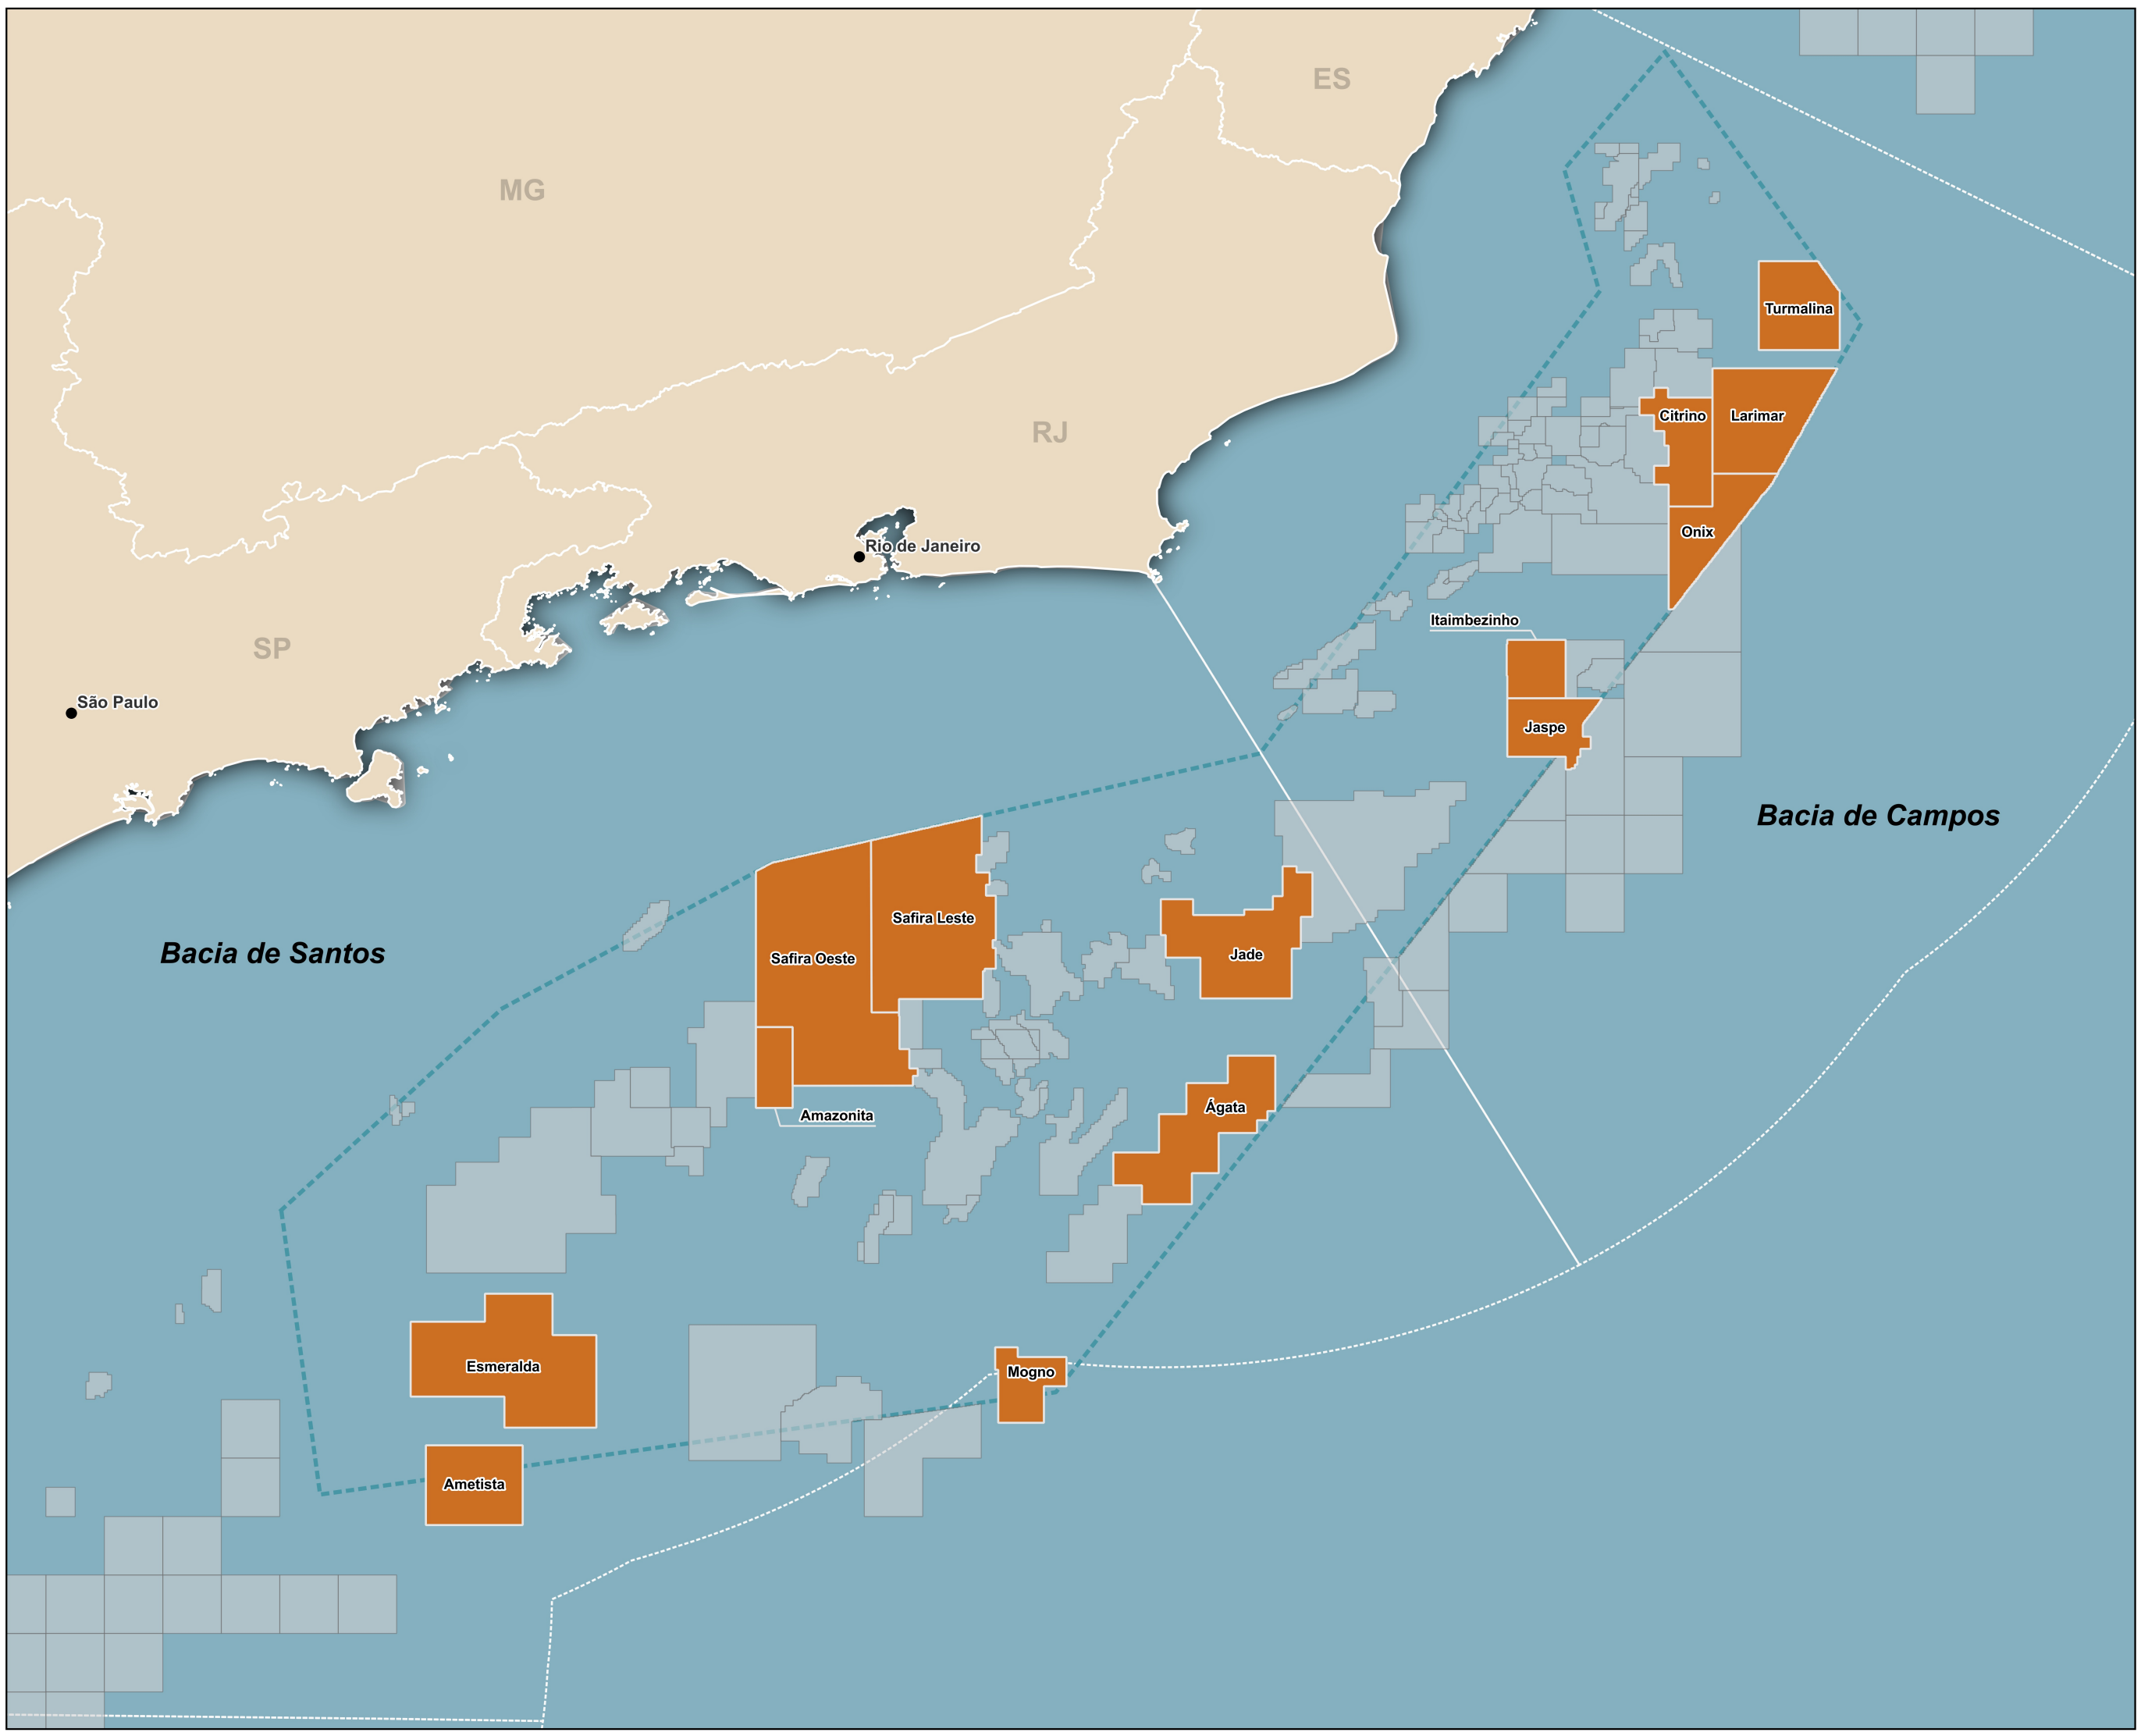 ES
MG
Turmalina
Citrino
Larimar
RJ
Onix
Rio de Janeiro
Itaimbezinho
SP
São Paulo
Jaspe
Bacia de Campos
Safira Leste
Bacia de Santos
Safira Oeste
Jade
Ágata
Amazonita
Esmeralda
Mogno
Ametista